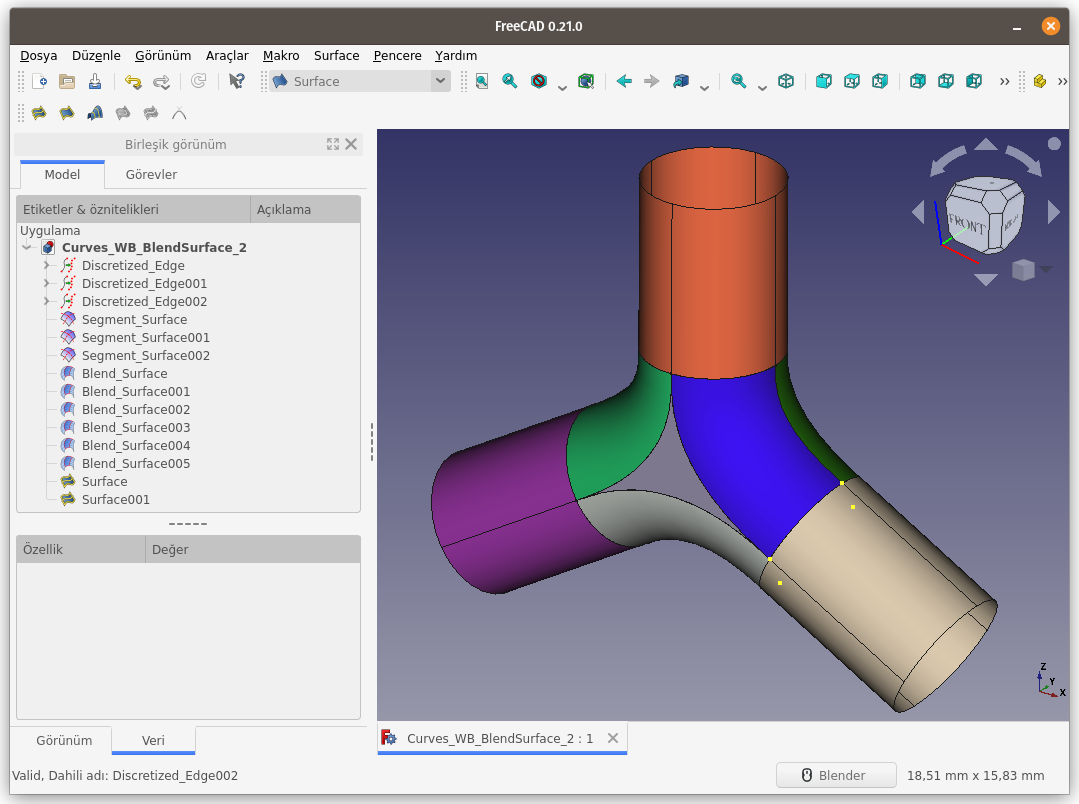 FreeCAD 0.21.0
Dosya Düzenle Görünüm Araçlar Makro Surface Pencere Yardım
Surface
Birleşik görünüm
Model Görevler
Etiketler & öznitelikleri Açıklama
Uygulama
Curves_WB_BlendSurface_2
Discretized_Edge
Discretized_Edge001
Discretized_Edge002
Segment_Surface
Segment_Surface001
Segment_Surface002
Blend_Surface
Blend_Surface001
Blend_Surface002
Blend_Surface003
Blend_Surface004
Blend_Surface005
Surface
Surface001
Özellik Değer
Görünüm Veri
FRONT
Z
Y
X
Curves_WB_BlendSurface_2 : 1
Valid, Dahili adı: Discretized_Edge002
Blender 18,51 mm x 15,83 mm